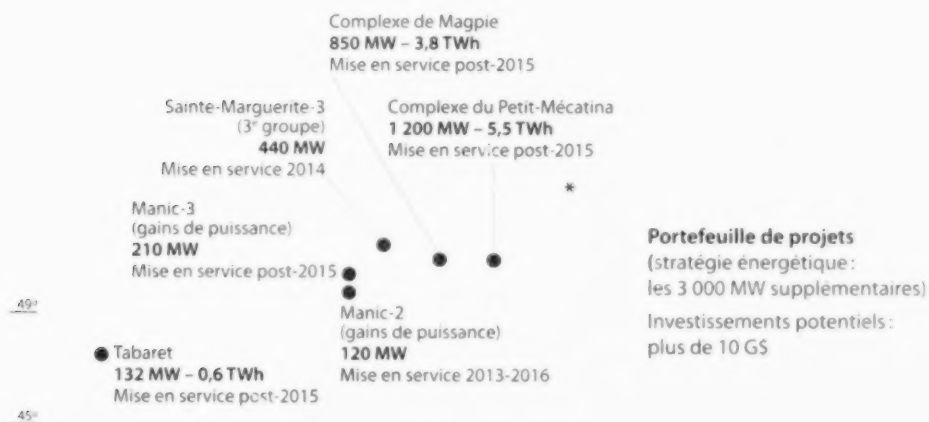 Complexe de Magpie
850 MW – 3,8 TWh
Mise en service post-2015
Sainte-Marguerite-3
(3e groupe)
440 MW
Mise en service 2014
Complexe du Petit-Mécatina
1 200 MW – 5,5 TWh
Mise en service post-2015
*
Manic-3
(gains de puissance)
210 MW
Mise en service post-2015
Portefeuille de projets
(stratégie énergétique :
les 3 000 MW supplémentaires)
Investissements potentiels :
plus de 10 G$
49°
Manic-2
(gains de puissance)
120 MW
Mise en service 2013-2016
Tabaret
132 MW – 0,6 TWh
Mise en service post-2015
45°